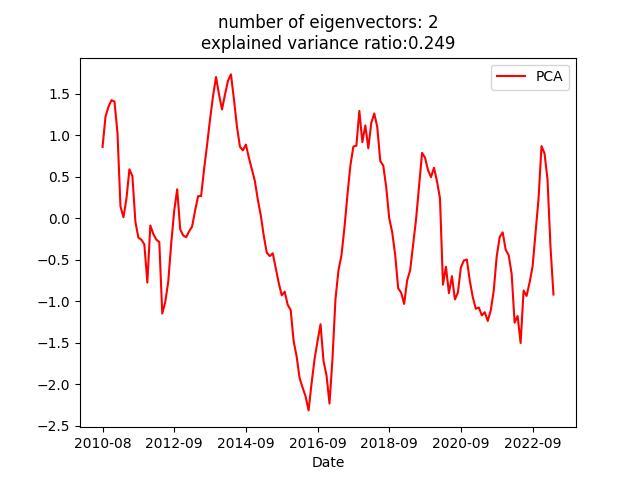 number of eigenvectors: 2
explained variance ratio:0.249
PCA
1.5
1.0
0.5
0.0
−0.5
−1.0
−1.5
−2.0
−2.5
2010-08 2012-09 2014-09 2016-09 2018-09 2020-09 2022-09
Date